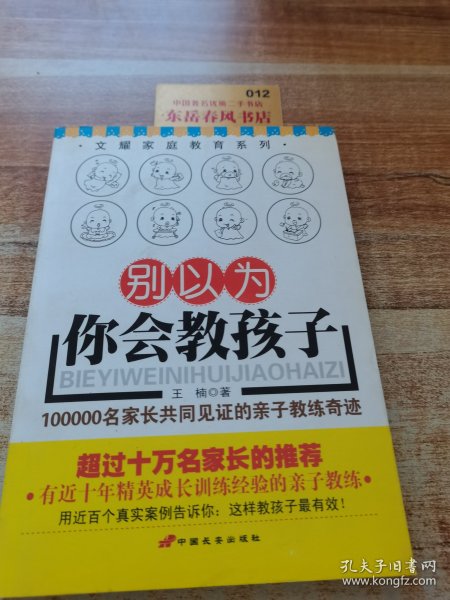 012
中国著名优质二手书店
东岳春风书店
·文耀家庭教育系列·
别以为
你会教孩子
BIEYIWEINIHUIJIAOHAIZI
王 楠◎著
100000名家长共同见证的亲子教练奇迹
超过十万名家长的推荐
·有近十年精英成长训练经验的亲子教练·
用近百个真实案例告诉你：这样教孩子最有效！
中国长安出版社
孔夫子旧书网
www.kongfz.com